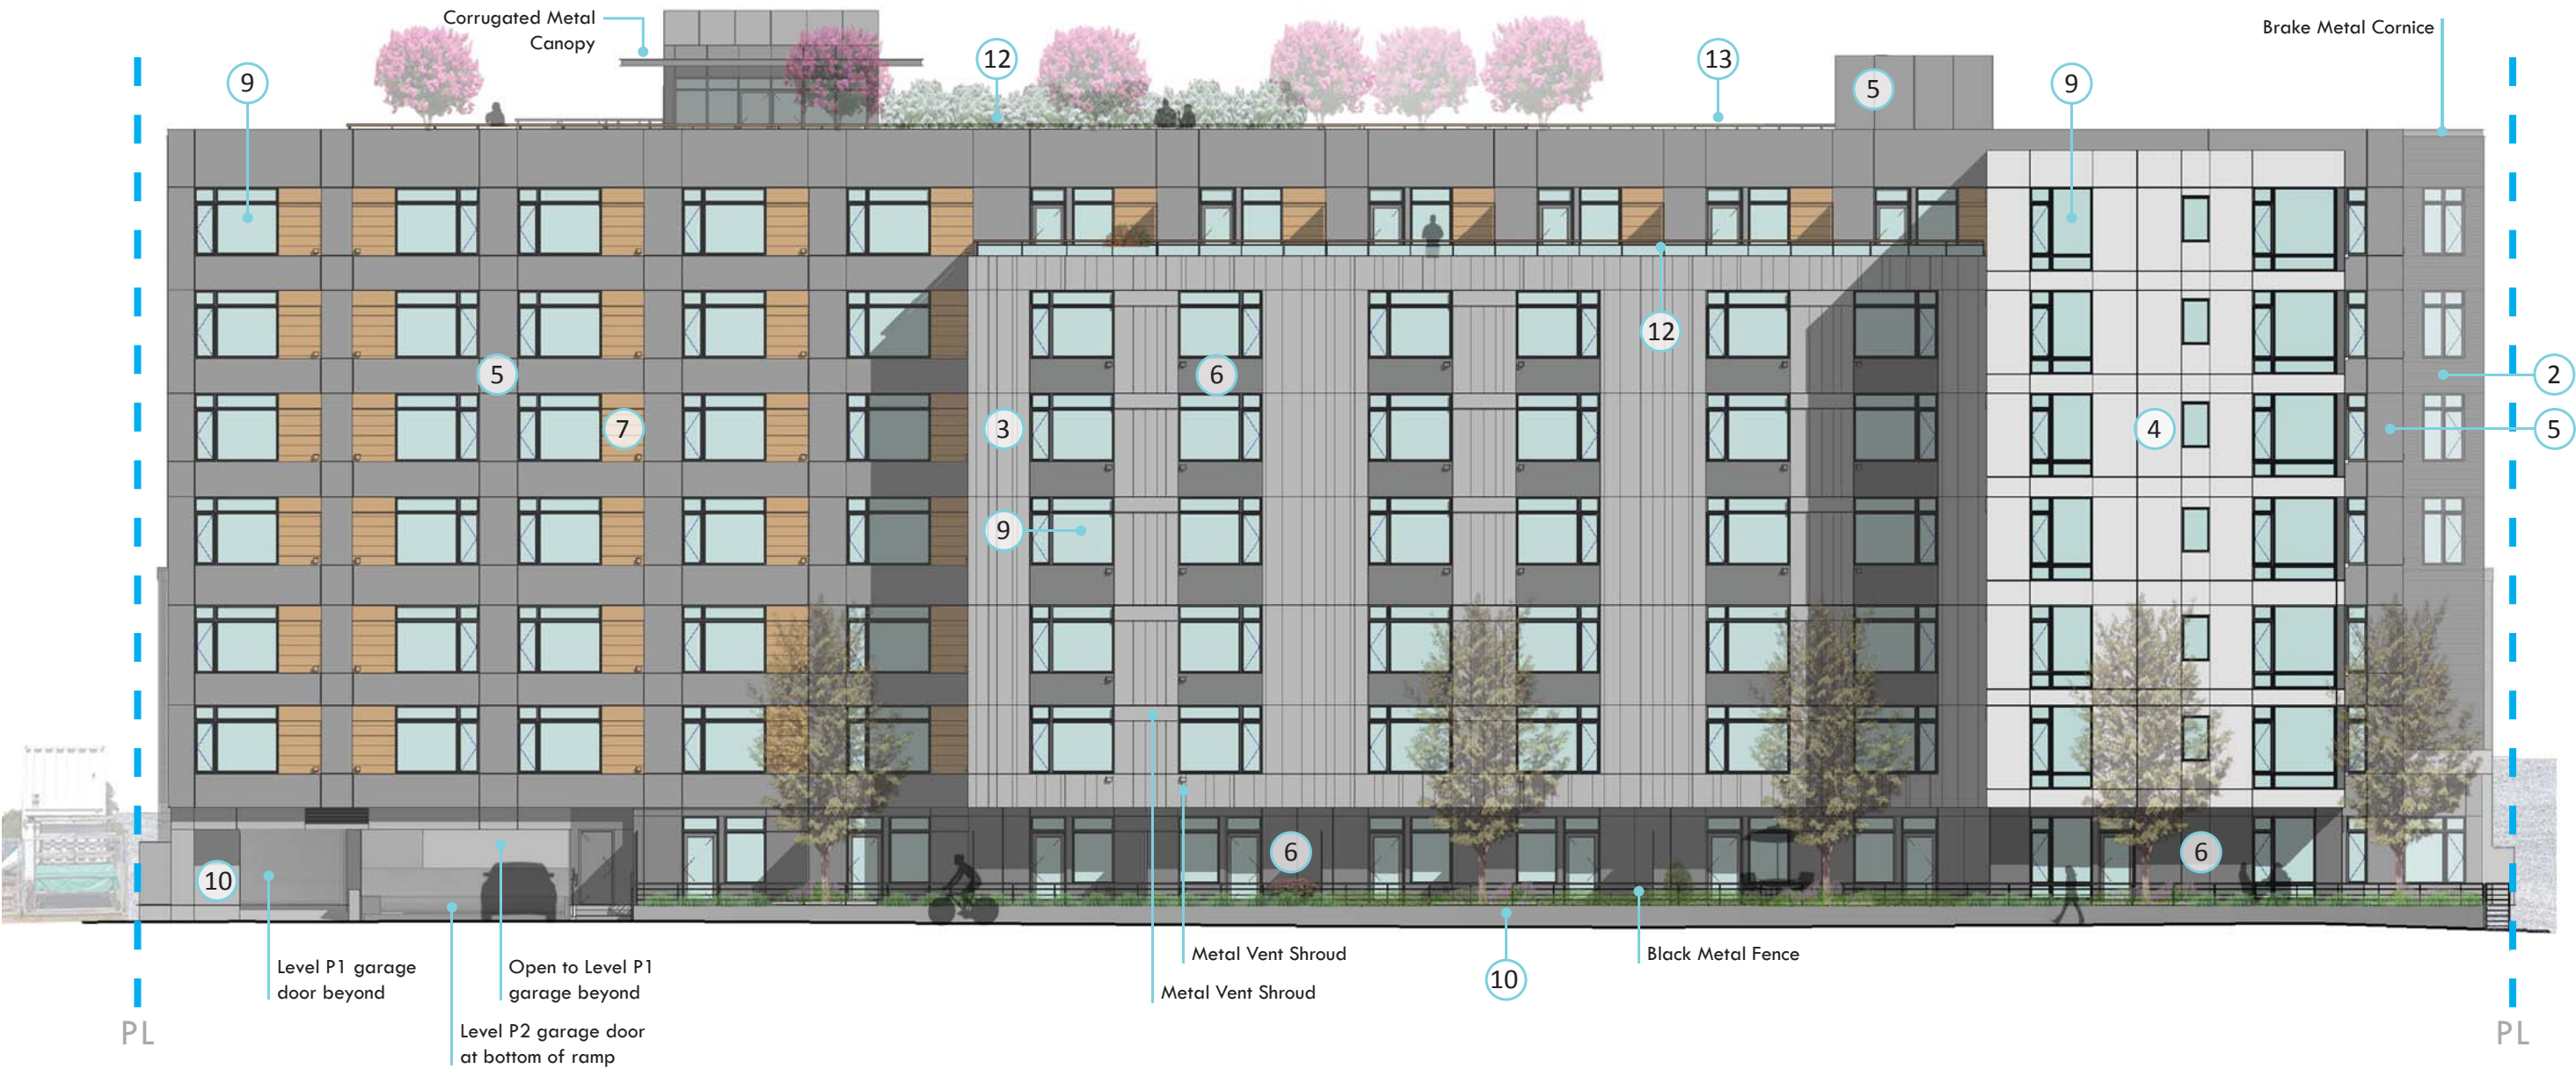 Corrugated Metal
Canopy
Brake Metal Cornice
9
12
13
5
9
12
5
6
2
7
3
4
5
9
10
6
6
Level P1 garage
door beyond
Open to Level P1
garage beyond
Level P2 garage door
at bottom of ramp
Metal Vent Shroud
Metal Vent Shroud
10
Black Metal Fence
PL
PL